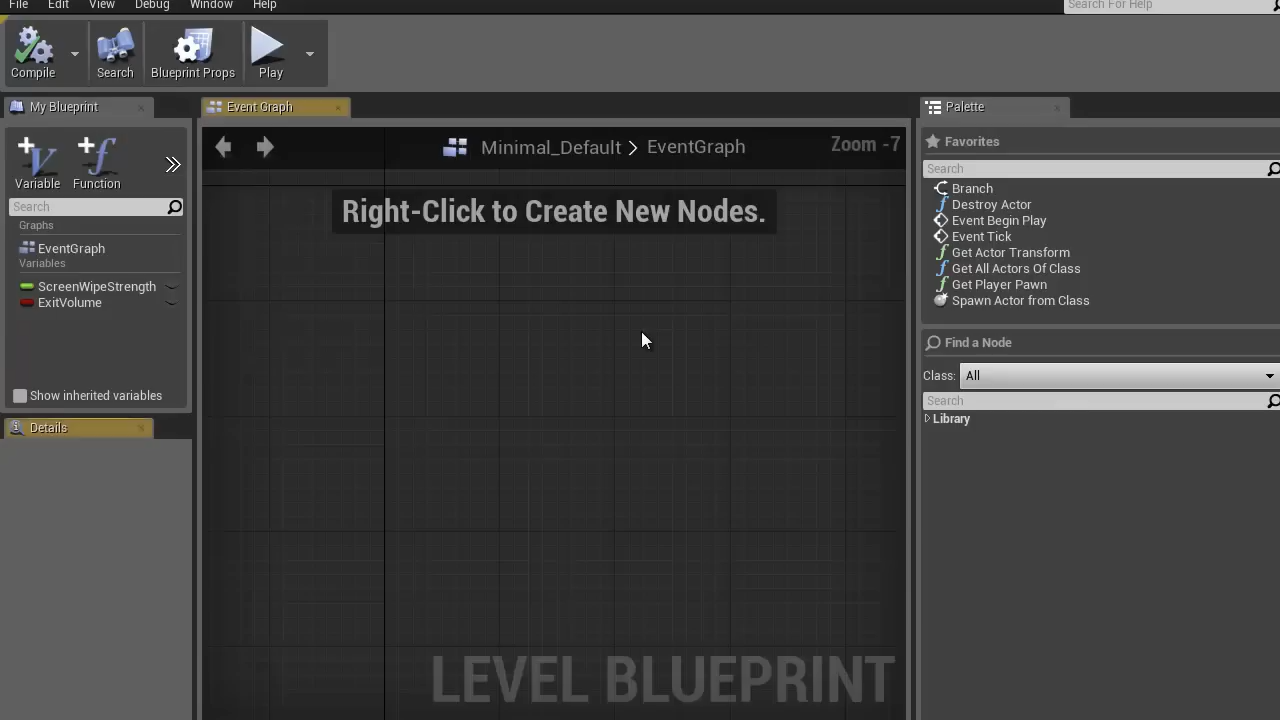 File Edit View Debug Window Help
Search For Help
Compile Search Blueprint Props Play
My Blueprint
Event Graph
Palette
Variable Function
Search
Graphs
EventGraph
Variables
ScreenWipeStrength
ExitVolume
Show inherited variables
Details
Minimal_Default > EventGraph
Zoom -7
Right-Click to Create New Nodes.
LEVEL BLUEPRINT
Favorites
Search
Branch
Destroy Actor
Event Begin Play
Event Tick
Get Actor Transform
Get All Actors Of Class
Get Player Pawn
Spawn Actor from Class
Find a Node
Class: All
Search
Library